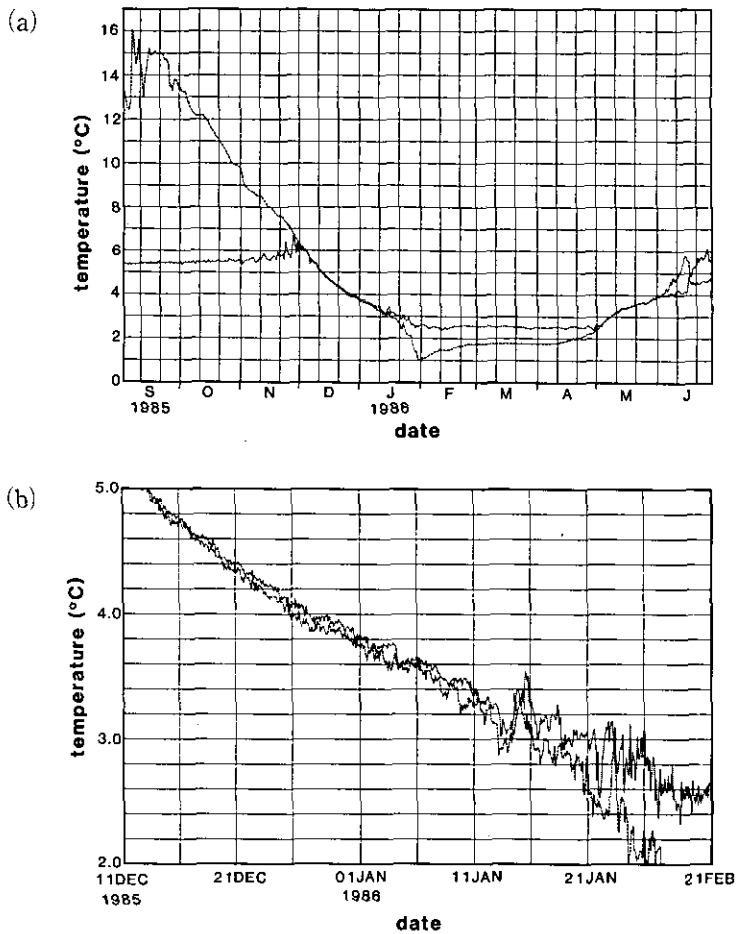 (a)
temperature (°C)
16
14
12
10
8
6
4
2
0
S O N D J F M A M J
1985 1986
date
(b)
temperature (°C)
5.0
4.0
3.0
2.0
11DEC 21DEC 01JAN 11JAN 21JAN 21FEB
1985 1986
date